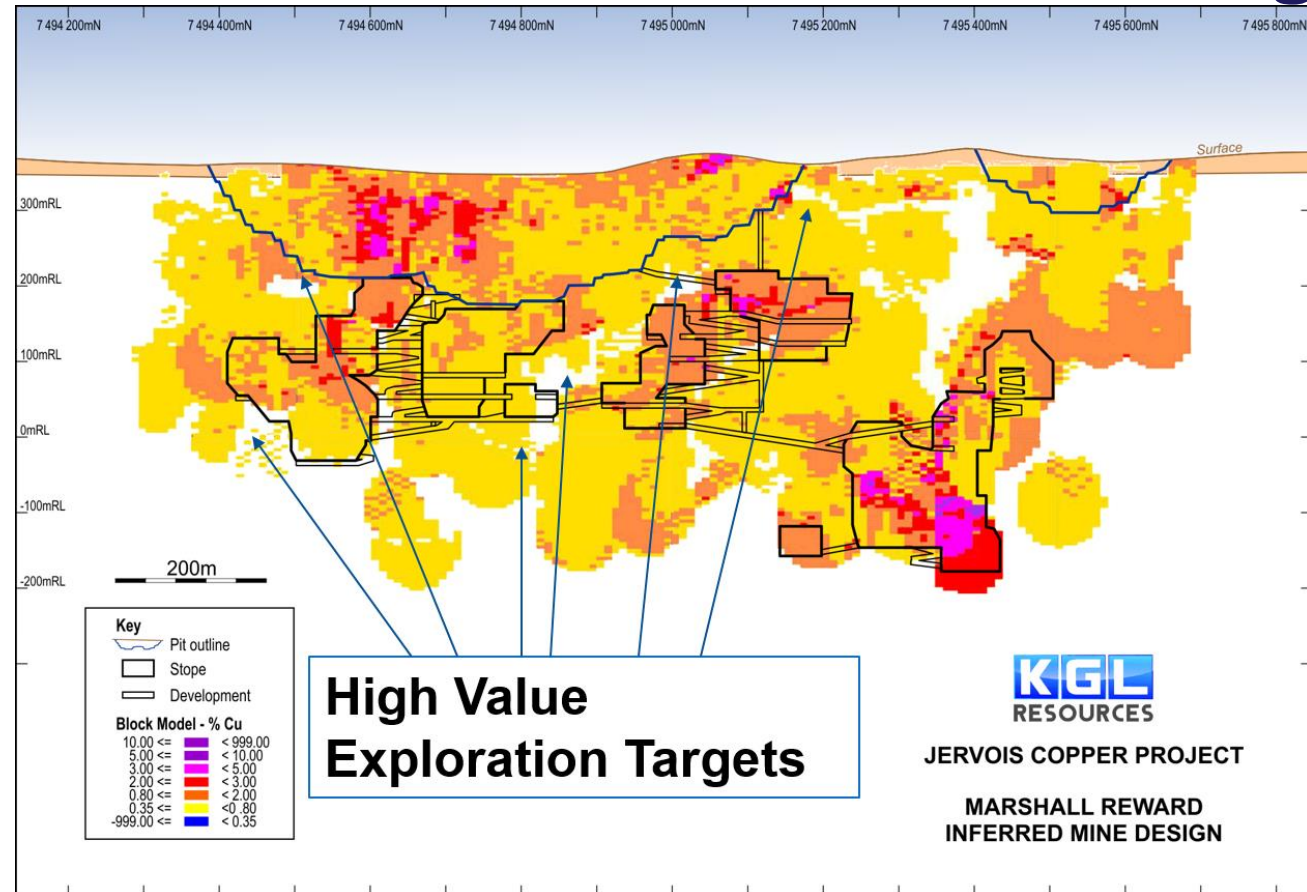 7 494 200mN 7 494 400mN 7 494 600mN 7 494 800mN 7 495 000mN 7 495 200mN 7 495 400mN 7 495 600mN 7 495 800mN
Surface
300mRL
200mRL
100mRL
0mRL
-100mRL
-200mRL
200m
Key
Pit outline
Stope
Development
Block Model - % Cu
10.00 <= < 999.00
5.00 <= < 10.00
3.00 <= < 5.00
2.00 <= < 3.00
0.80 <= < 2.00
0.35 <= <0 .80
-999.00 <= < 0.35
High Value
Exploration Targets
KGL
RESOURCES
JERVOIS COPPER PROJECT
MARSHALL REWARD
INFERRED MINE DESIGN